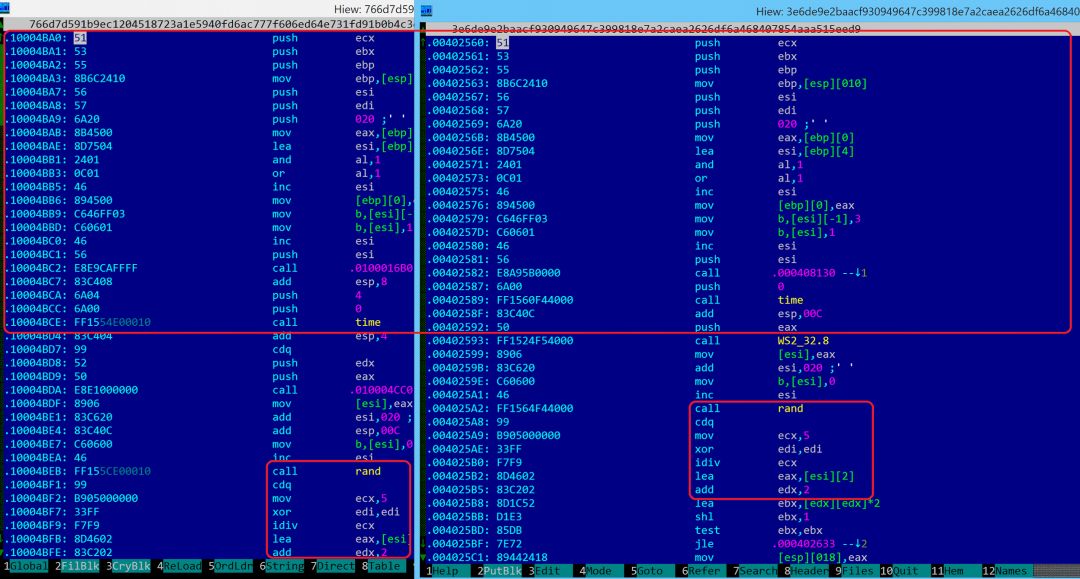 Hiew: 766d7d59
766d7d591b9ec1204518723a1e5940fd6ac777f606ed64e731fd91b0b4c3
.10004BA0: 51 push ecx
.10004BA1: 53 push ebx
.10004BA2: 55 push ebp
.10004BA3: 8B6C2410 mov ebp,[esp]
.10004BA7: 56 push esi
.10004BA8: 57 push edi
.10004BA9: 6A20 push 020 ;' '
.10004BAB: 8B4500 mov eax,[ebp]
.10004BAE: 8D7504 lea esi,[ebp]
.10004BB1: 2401 and al,1
.10004BB3: 0C01 or al,1
.10004BB5: 46 inc esi
.10004BB6: 894500 mov [ebp][0],
.10004BB9: C646FF03 mov b,[esi][-
.10004BBD: C60601 mov b,[esi],1
.10004BC0: 46 inc esi
.10004BC1: 56 push esi
.10004BC2: E8E9CAFFFF call .0100016B0
.10004BC7: 83C408 add esp,8
.10004BCA: 6A04 push 4
.10004BCC: 6A00 push 0
.10004BCE: FF1554E00010 call time
.10004BD4: 83C404 add esp,4
.10004BD7: 99 cdq
.10004BD8: 52 push edx
.10004BD9: 50 push eax
.10004BDA: E8E1000000 call .010004CC0
.10004BDF: 8906 mov [esi],eax
.10004BE1: 83C620 add esi,020 ;
.10004BE4: 83C40C add esp,00C
.10004BE7: C60600 mov b,[esi],0
.10004BEA: 46 inc esi
.10004BEB: FF155CE00010 call rand
.10004BF1: 99 cdq
.10004BF2: B905000000 mov ecx,5
.10004BF7: 33FF xor edi,edi
.10004BF9: F7F9 idiv ecx
.10004BFB: 8D4602 lea eax,[esi]
.10004BFE: 83C202 add edx,2
1Global 2FilBlk 3CryBlk 4ReLoad 5OrdLdn 6String 7Direct 8Table
Hiew: 3e6de9e2baacf930949647c399818e7a2caea2626df6a46840
3e6de9e2baacf930949647c399818e7a2caea2626df6a468407854aaa515eed9
.00402560: 51 push ecx
.00402561: 53 push ebx
.00402562: 55 push ebp
.00402563: 8B6C2410 mov ebp,[esp][010]
.00402567: 56 push esi
.00402568: 57 push edi
.00402569: 6A20 push 020 ;' '
.0040256B: 8B4500 mov eax,[ebp][0]
.0040256E: 8D7504 lea esi,[ebp][4]
.00402571: 2401 and al,1
.00402573: 0C01 or al,1
.00402575: 46 inc esi
.00402576: 894500 mov [ebp][0],eax
.00402579: C646FF03 mov b,[esi][-1],3
.0040257D: C60601 mov b,[esi],1
.00402580: 46 inc esi
.00402581: 56 push esi
.00402582: E8A95B0000 call .000408130 --↓1
.00402587: 6A00 push 0
.00402589: FF1560F44000 call time
.0040258F: 83C40C add esp,00C
.00402592: 50 push eax
.00402593: FF1524F54000 call WS2_32.8
.00402599: 8906 mov [esi],eax
.0040259B: 83C620 add esi,020 ;' '
.0040259E: C60600 mov b,[esi],0
.004025A1: 46 inc esi
.004025A2: FF1564F44000 call rand
.004025A8: 99 cdq
.004025A9: B905000000 mov ecx,5
.004025AE: 33FF xor edi,edi
.004025B0: F7F9 idiv ecx
.004025B2: 8D4602 lea eax,[esi][2]
.004025B5: 83C202 add edx,2
.004025B8: 8D1C52 lea ebx,[edx][edx]*2
.004025BB: D1E3 shl ebx,1
.004025BD: 85DB test ebx,ebx
.004025BF: 7E72 jle .000402633 --↓2
.004025C1: 89442418 mov [esp][018],eax
1Help 2PutBlk 3Edit 4Mode 5Goto 6Refer 7Search 8Header 9Files 10Quit 11Hem 12Names